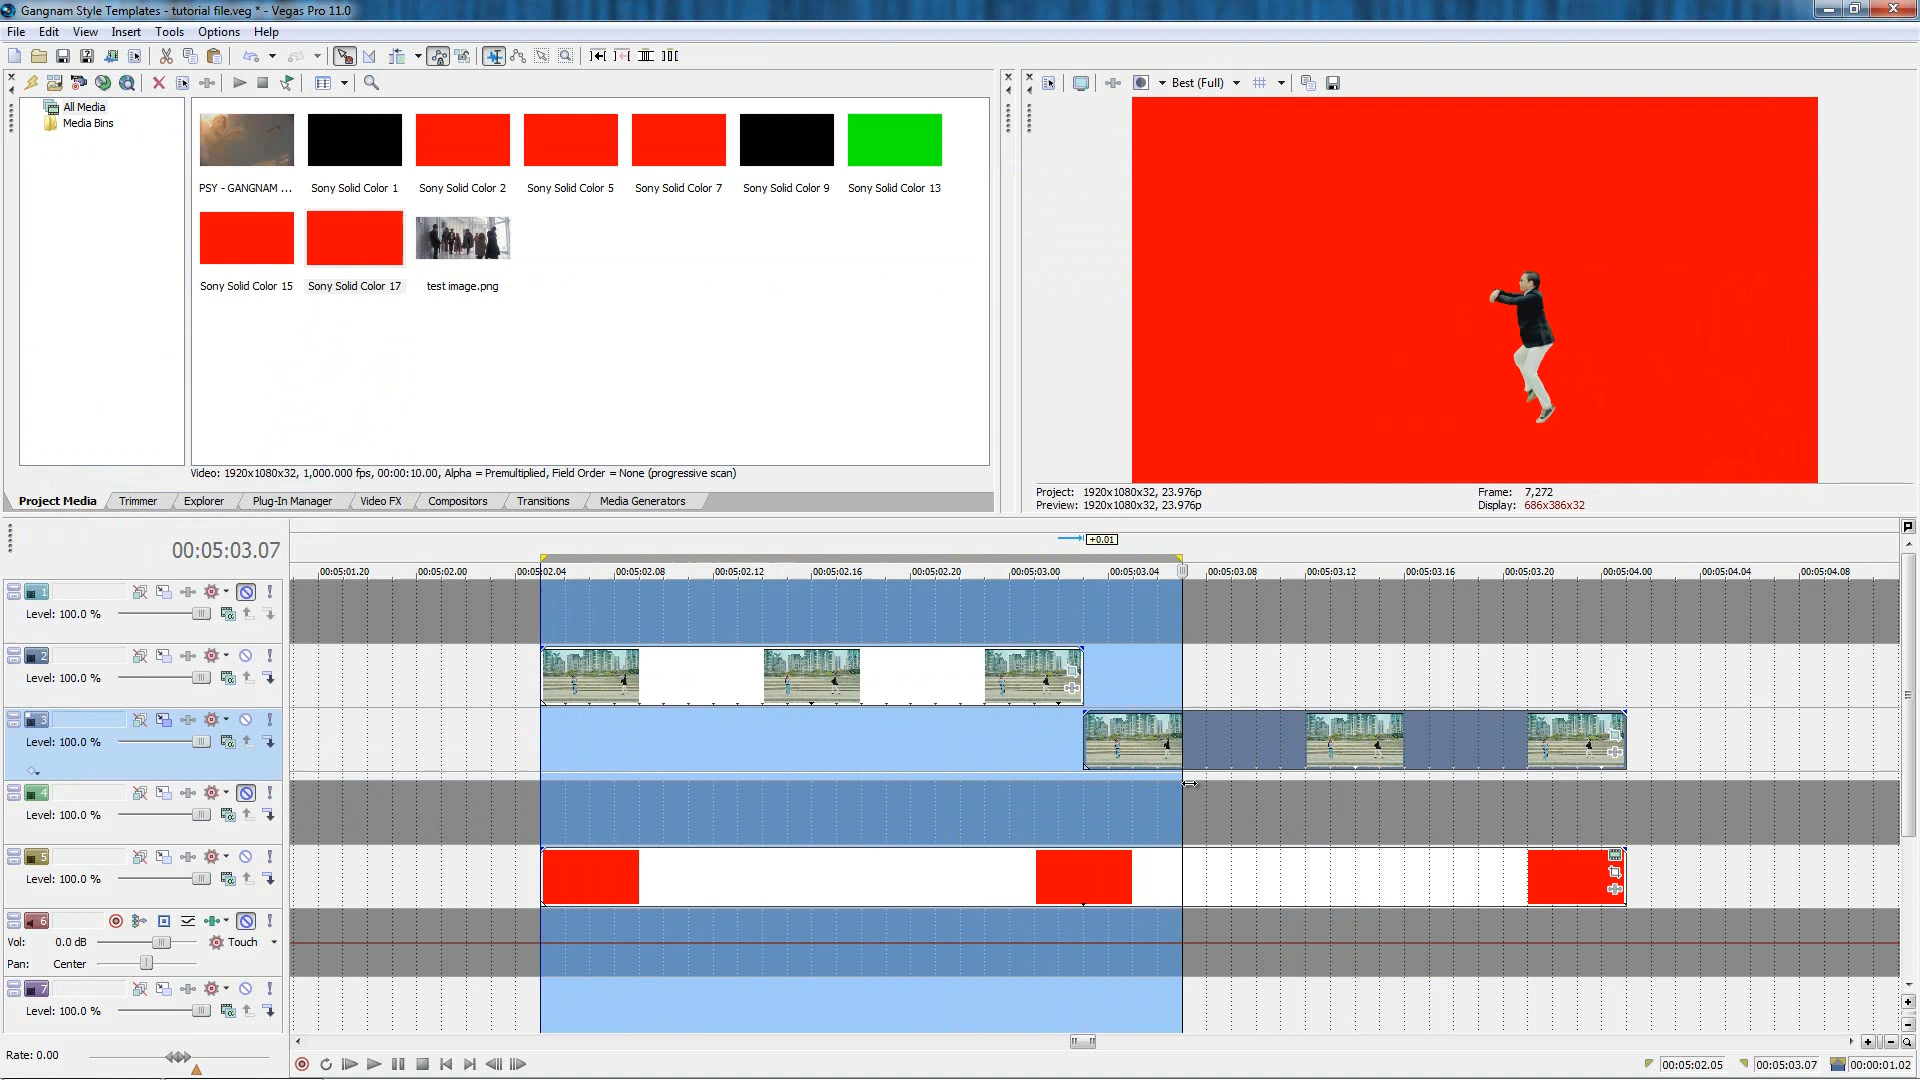 Gangnam Style Templates - tutorial file.veg * - Vegas Pro 11.0
File Edit View Insert Tools Options Help
Best (Full)
All Media
Media Bins
PSY - GANGNAM ... Sony Solid Color 1 Sony Solid Color 2 Sony Solid Color 5 Sony Solid Color 7 Sony Solid Color 9 Sony Solid Color 13
Sony Solid Color 15 Sony Solid Color 17 test image.png
Video: 1920x1080x32, 1,000.000 fps, 00:00:10.00, Alpha = Premultiplied, Field Order = None (progressive scan)
Project Media Trimmer Explorer Plug-In Manager Video FX Compositors Transitions Media Generators
Project: 1920x1080x32, 23.976p Frame: 7,272
Preview: 1920x1080x32, 23.976p Display: 686x386x32
00:05:03.07
+0.01
00:05:01.20 00:05:02.00 00:05:02.04 00:05:02.08 00:05:02.12 00:05:02.16 00:05:02.20 00:05:03.00 00:05:03.04 00:05:03.08 00:05:03.12 00:05:03.16 00:05:03.20 00:05:04.00 00:05:04.04 00:05:04.08
1
Level: 100.0 %
2
Level: 100.0 %
3
Level: 100.0 %
4
Level: 100.0 %
5
Level: 100.0 %
6
Vol: 0.0 dB Touch
Pan: Center
7
Level: 100.0 %
Rate: 0.00
00:05:02.05 00:05:03.07 00:00:01.02